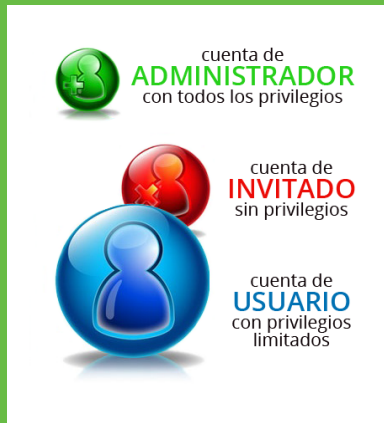 cuenta de
ADMINISTRADOR
con todos los privilegios
cuenta de
INVITADO
sin privilegios
cuenta de
USUARIO
con privilegios
limitados